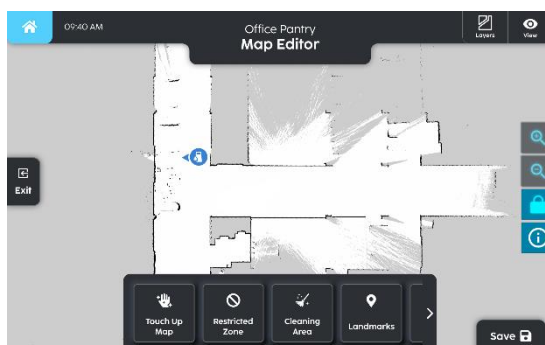 09:40 AM
Office Pantry
Map Editor
Layers
View
Exit
Touch Up
Map
Restricted
Zone
Cleaning
Area
Landmarks
Save